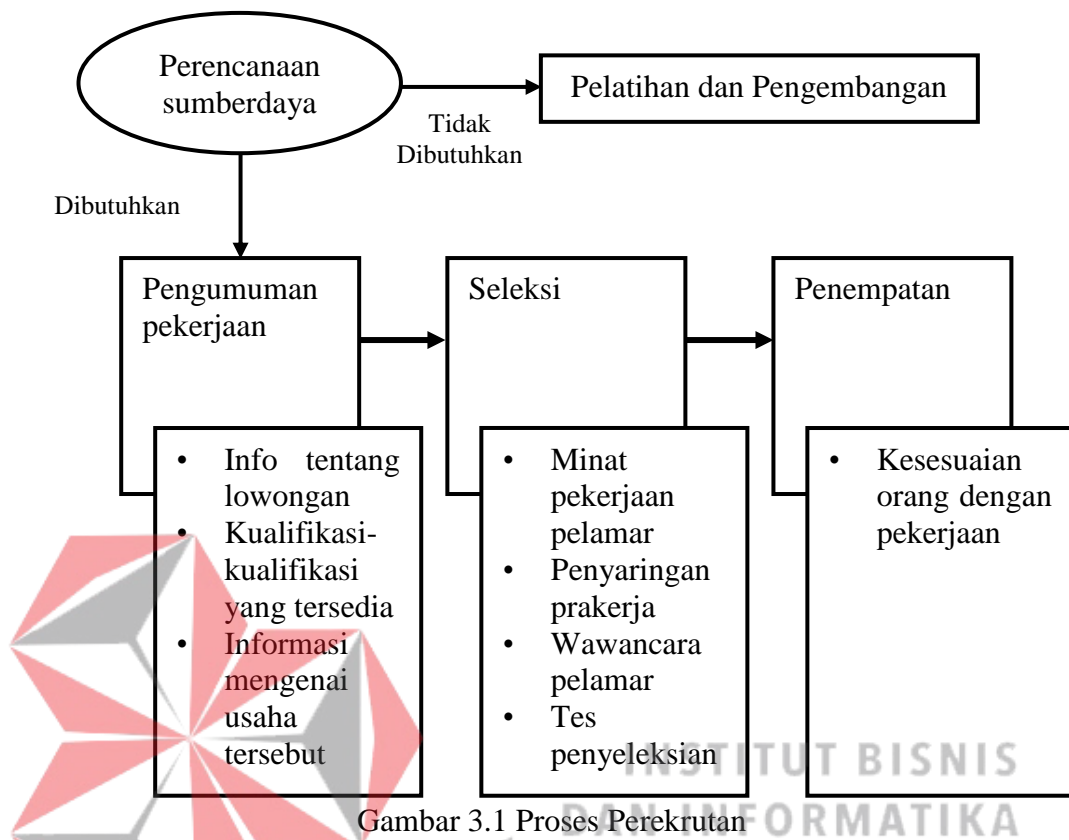 Perencanaan
sumberdaya
Pelatihan dan Pengembangan
Tidak
Dibutuhkan
Dibutuhkan
Pengumuman
pekerjaan
Seleksi
Penempatan
• Info tentang
lowongan
• Kualifikasi-
kualifikasi
yang tersedia
• Informasi
mengenai
usaha
tersebut
• Minat
pekerjaan
pelamar
• Penyaringan
prakerja
• Wawancara
pelamar
• Tes
penyeleksian
• Kesesuaian
orang dengan
pekerjaan
INSTITUT BISNIS
DAN INFORMATIKA
Gambar 3.1 Proses Perekrutan